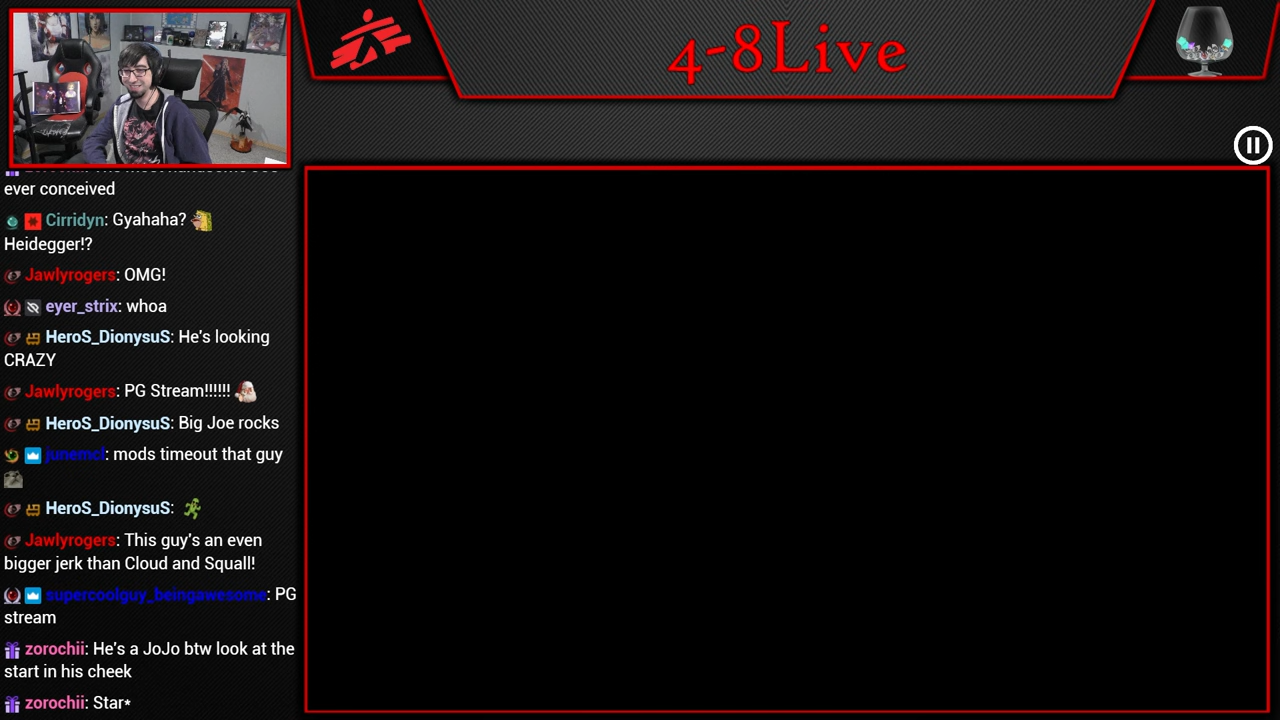 4-8Live
ever conceived
Cirridyn: Gyahaha?
Heidegger!?
Jawlyrogers: OMG!
eyer_strix: whoa
HeroS_DionysuS: He's looking
CRAZY
Jawlyrogers: PG Stream!!!!!!
HeroS_DionysuS: Big Joe rocks
junemcl: mods timeout that guy
HeroS_DionysuS:
Jawlyrogers: This guy's an even
bigger jerk than Cloud and Squall!
supercoolguy_beingawesome: PG
stream
zorochii: He's a JoJo btw look at the
start in his cheek
zorochii: Star*